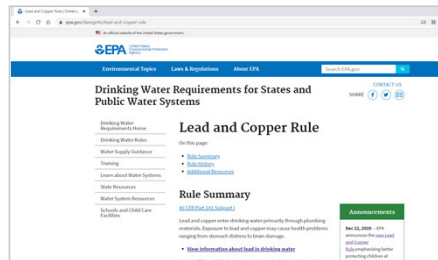 Lead and Copper Rule | Drinking W
epa.gov/dwreginfo/lead-and-copper-rule
An official website of the United States government.
EPA United States Environmental Protection Agency
Environmental Topics Laws & Regulations About EPA Search EPA.gov
CONTACT US
Drinking Water Requirements for States and
Public Water Systems
SHARE
Drinking Water
Requirements Home
Drinking Water Rules
Water Supply Guidance
Training
Learn about Water Systems
State Resources
Water System Resources
Schools and Child Care
Facilities
Lead and Copper Rule
On this page:
Rule Summary
Rule History
Additional Resources
Rule Summary
40 CFR Part 141 Subpart I
Lead and copper enter drinking water primarily through plumbing
materials. Exposure to lead and copper may cause health problems
ranging from stomach distress to brain damage.
View information about lead in drinking water
Announcements
Dec 22, 2020 - EPA
announces the new Lead
and Copper
Rule emphasizing better
protecting children at